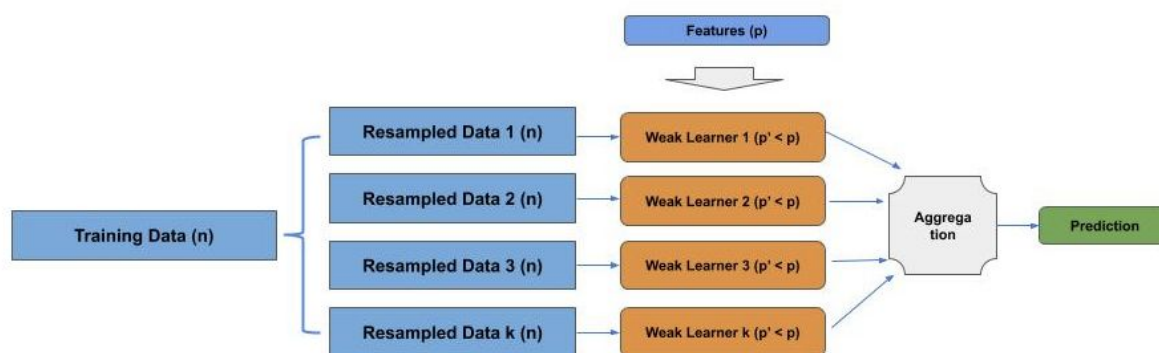 Features (p)
Resampled Data 1 (n)
Weak Learner 1 (p' < p)
Resampled Data 2 (n)
Weak Learner 2 (p' < p)
Training Data (n)
Aggrega
tion
Prediction
Resampled Data 3 (n)
Weak Learner 3 (p' < p)
Resampled Data k (n)
Weak Learner k (p' < p)